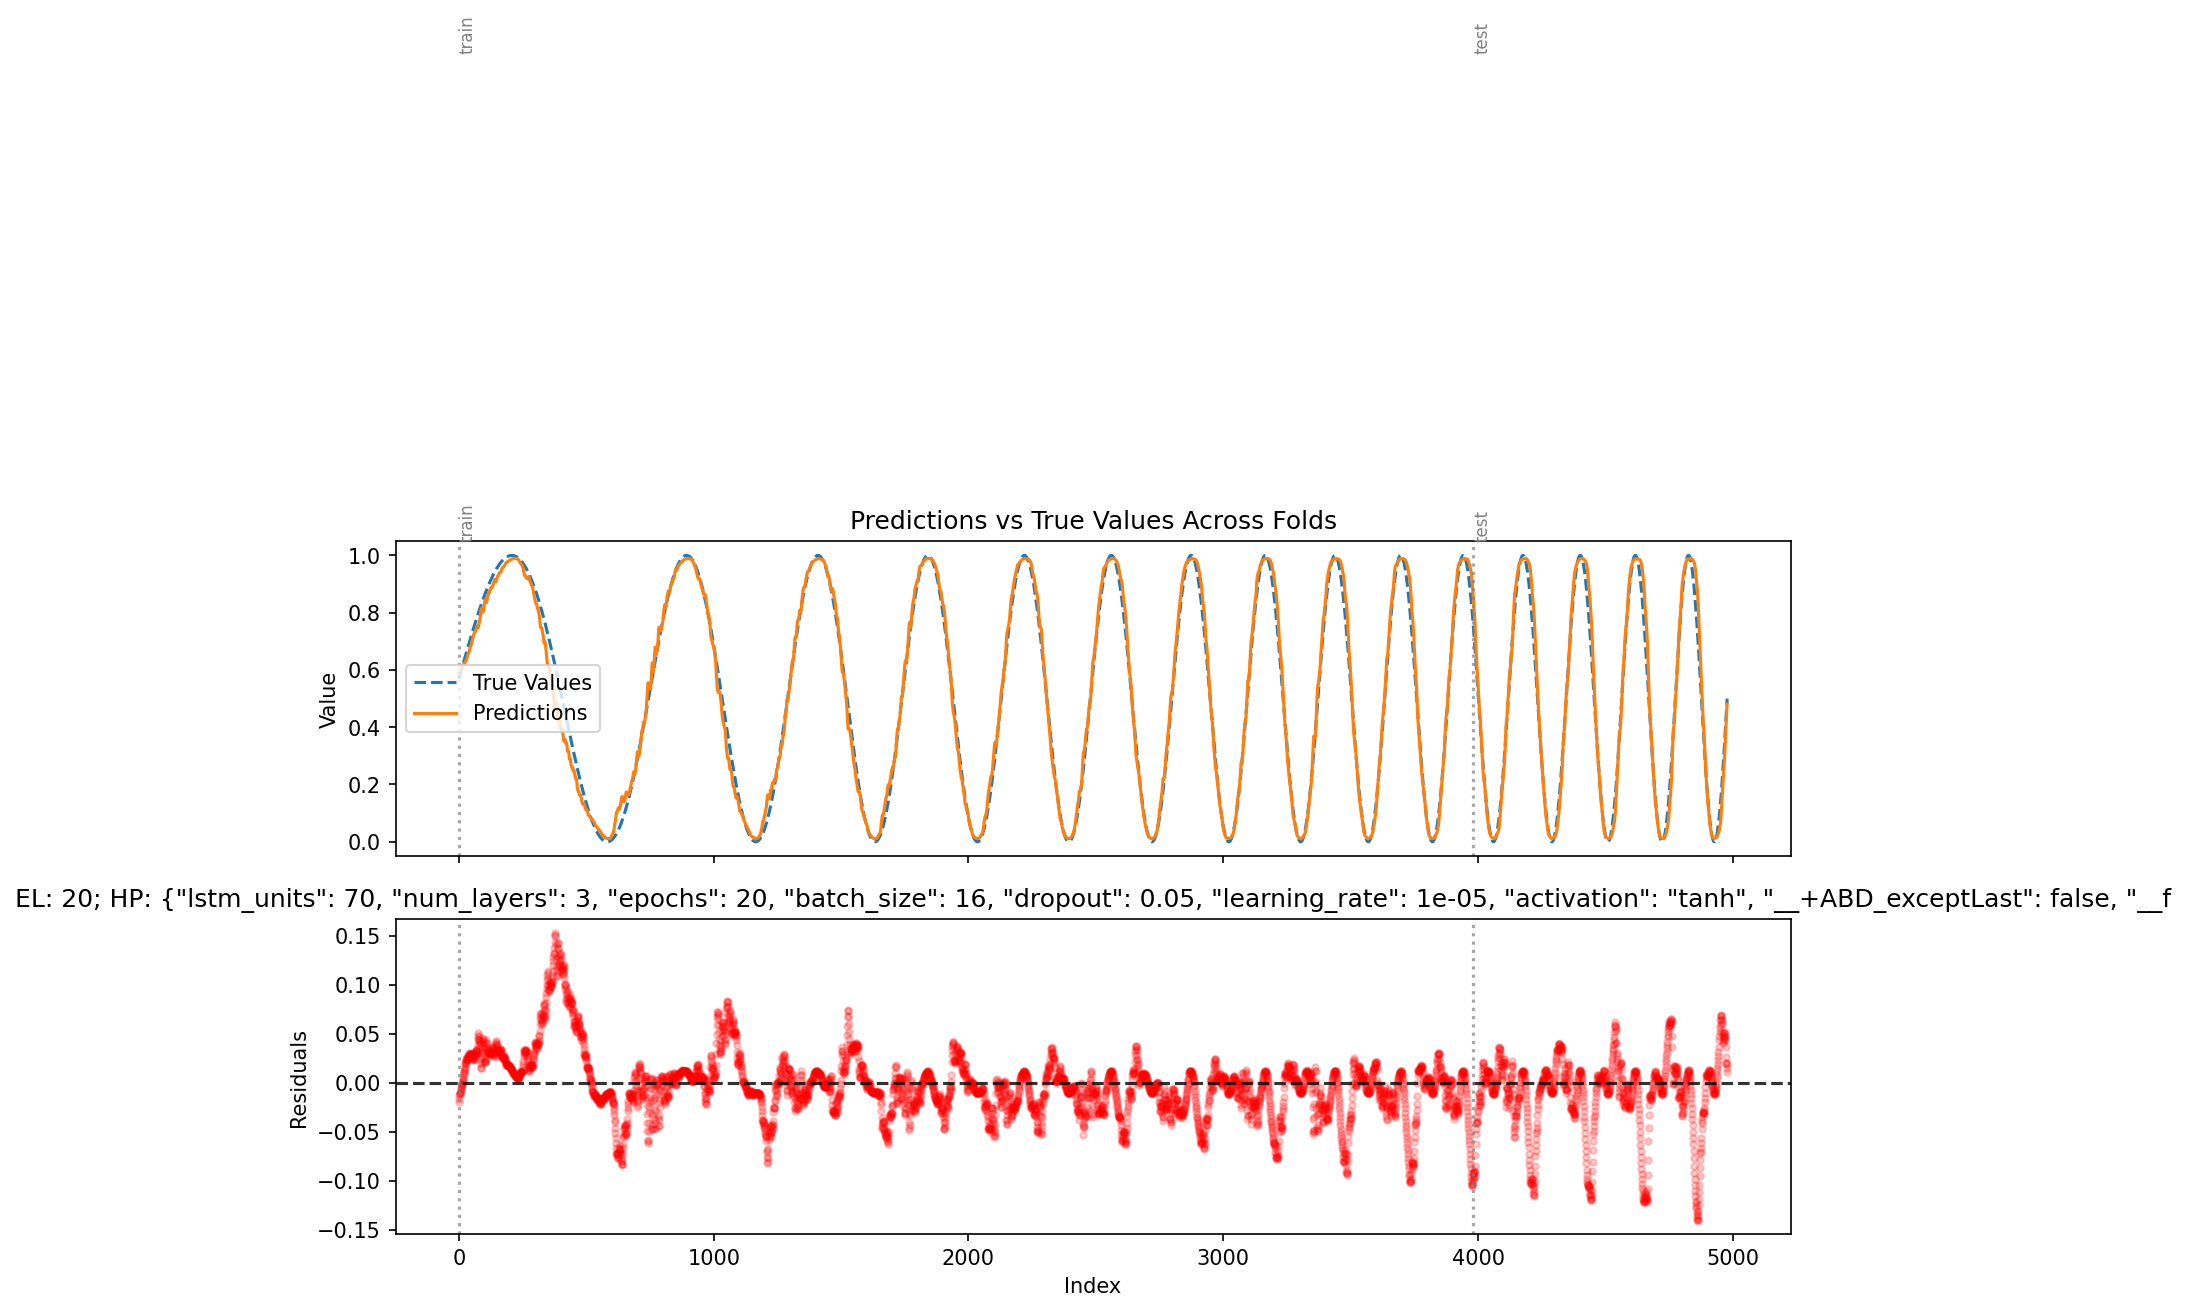 train
test
train
test
Predictions vs True Values Across Folds
1.0
0.8
0.6
0.4
0.2
0.0
Value
True Values
Predictions
EL: 20; HP: {"lstm_units": 70, "num_layers": 3, "epochs": 20, "batch_size": 16, "dropout": 0.05, "learning_rate": 1e-05, "activation": "tanh", "__+ABD_exceptLast": false, "__f
0.15
0.10
0.05
0.00
−0.05
−0.10
−0.15
Residuals
0
1000
2000
3000
4000
5000
Index